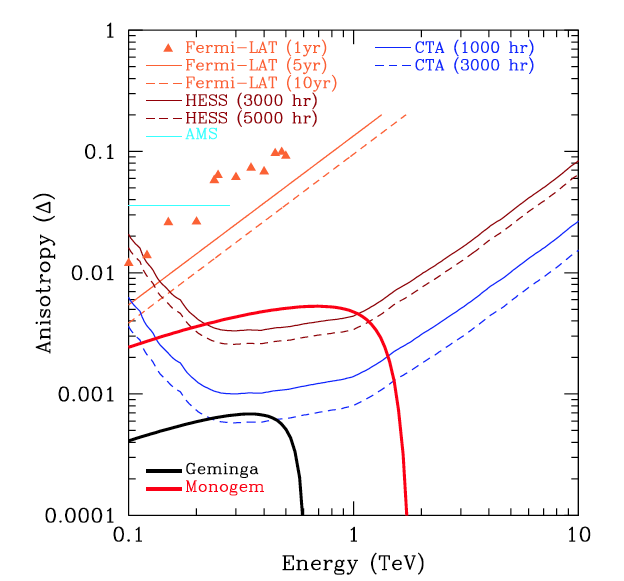 1
Fermi-LAT (1yr)
CTA (1000 hr)
Fermi-LAT (5yr)
CTA (3000 hr)
Fermi-LAT (10yr)
HESS (3000 hr)
HESS (5000 hr)
AMS
0.1
Anisotropy (Δ)
0.01
0.001
Geminga
Monogem
0.0001
0.1
1
10
Energy (TeV)